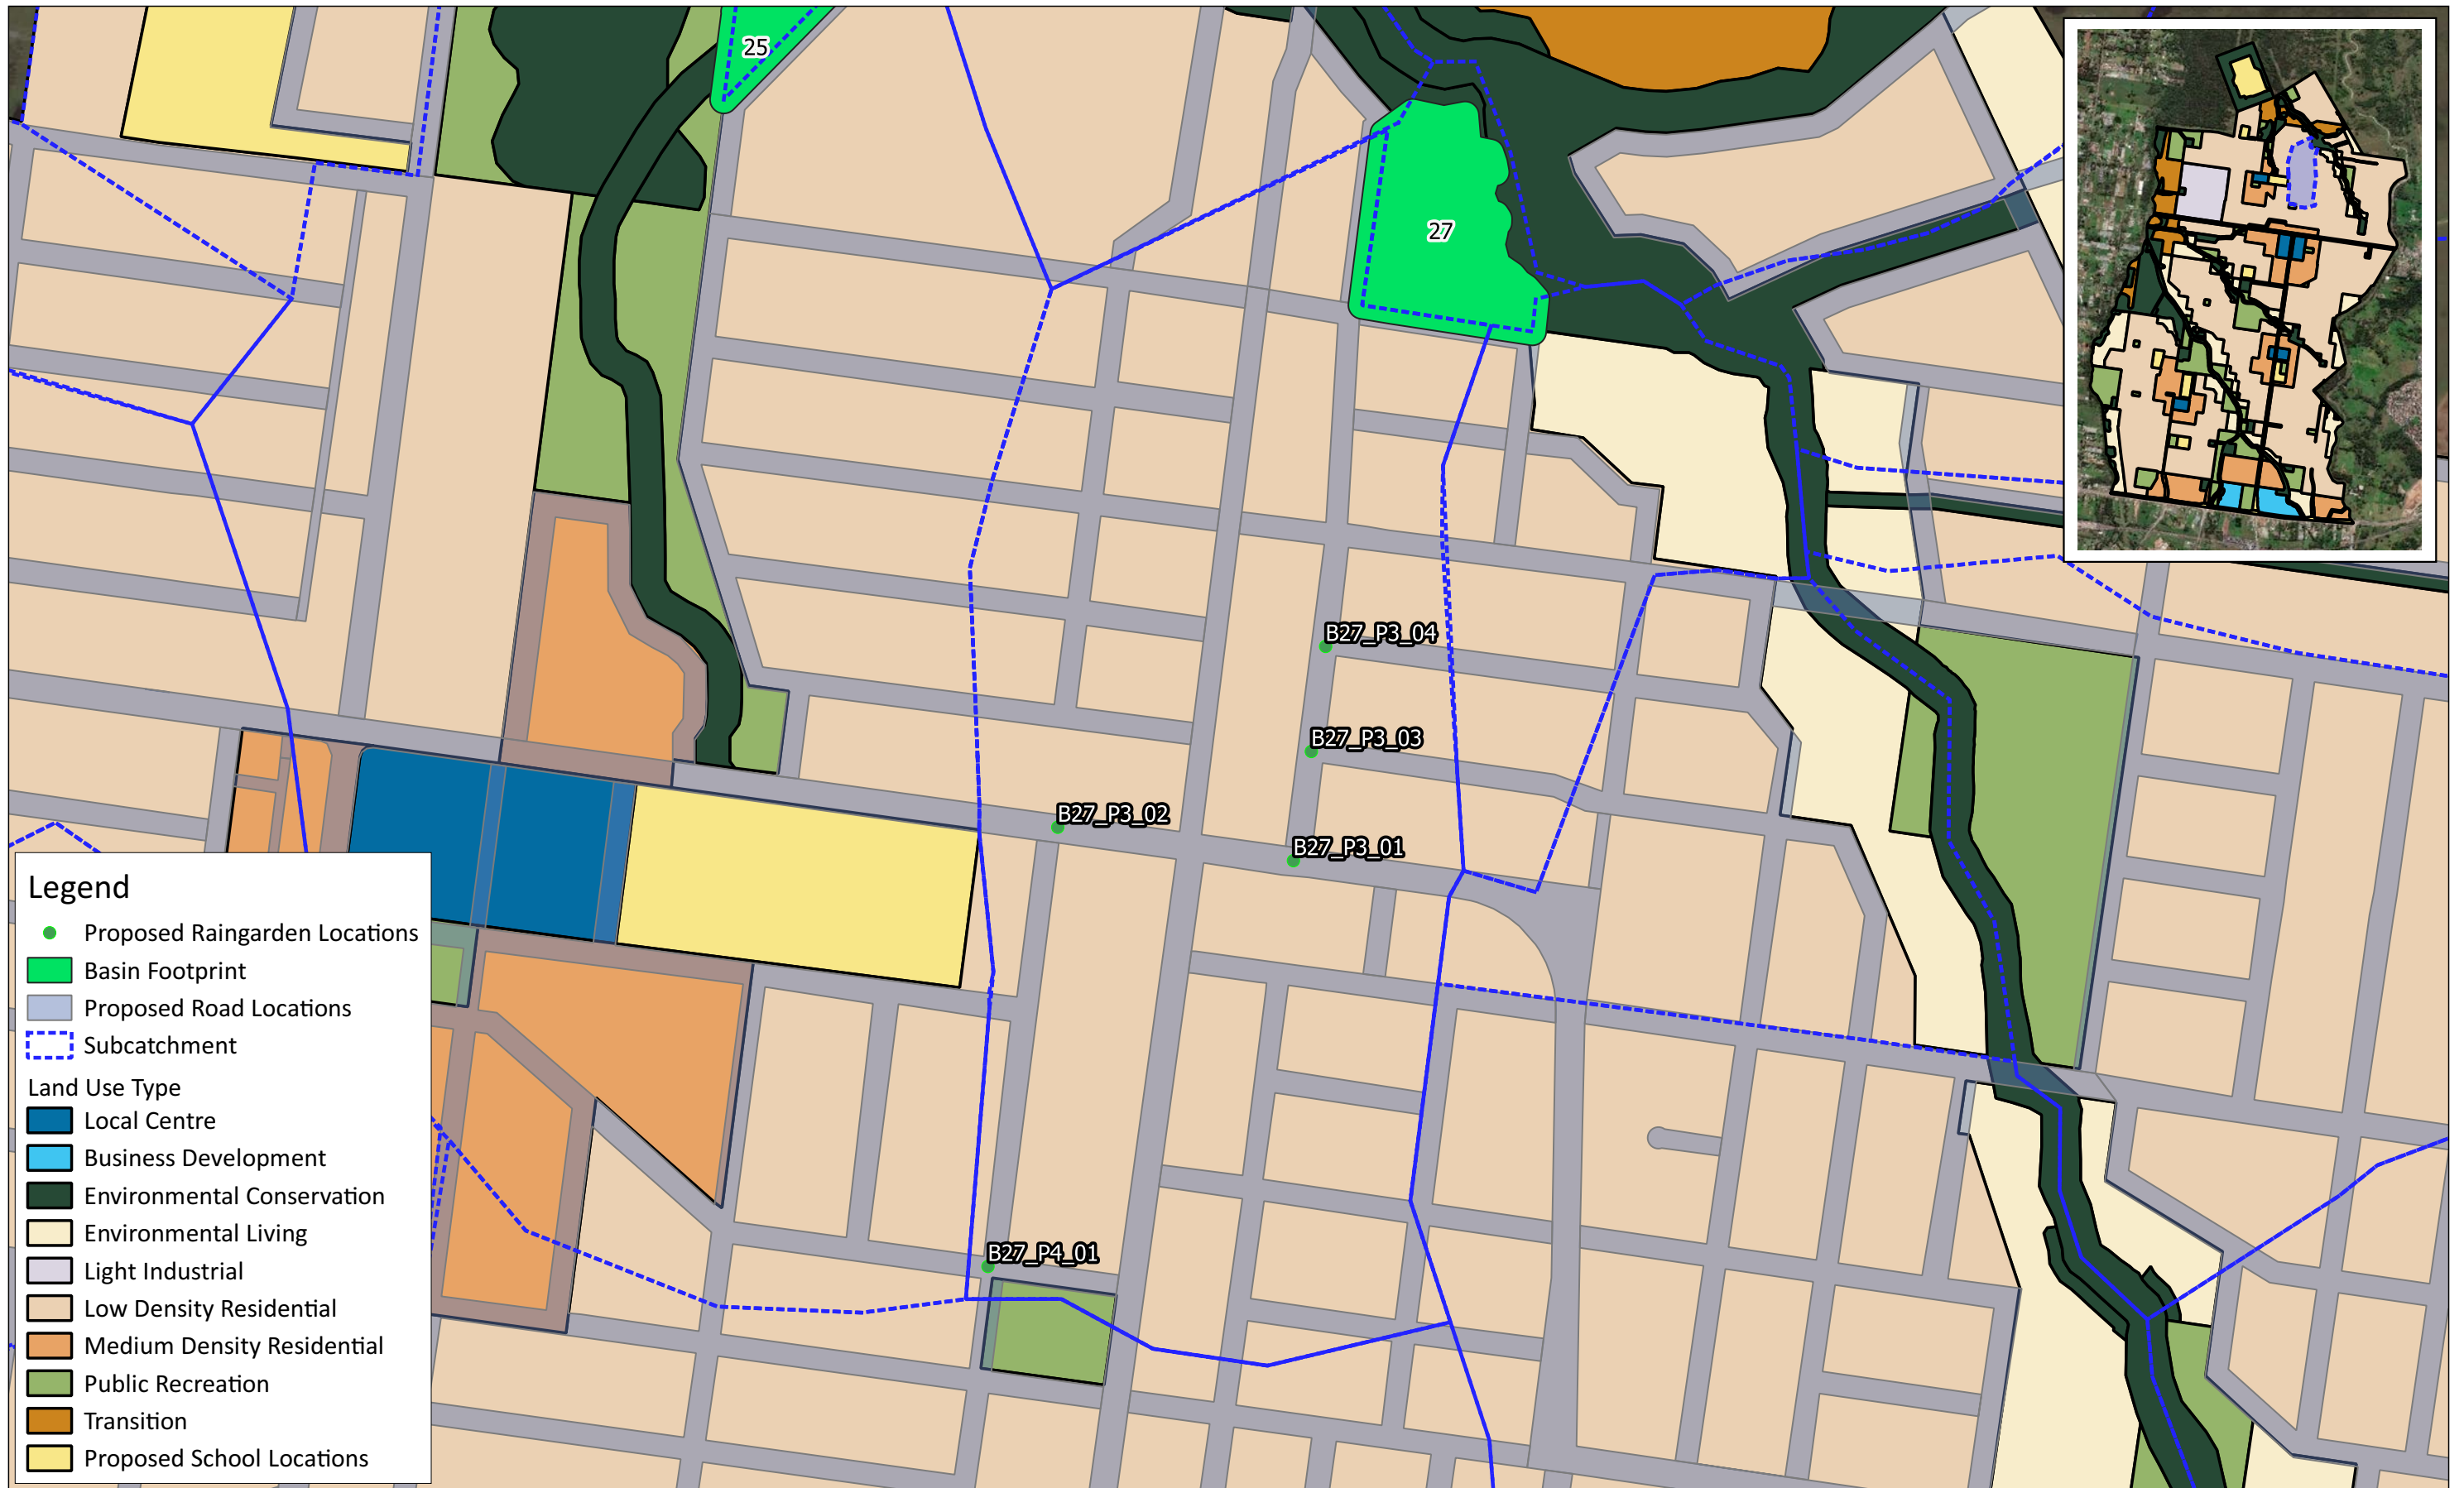 25
27
B27_P3_04
B27_P3_03
B27_P3_02
B27_P3_01
B27_P4_01
Legend
Proposed Raingarden Locations
Basin Footprint
Proposed Road Locations
Subcatchment
Land Use Type
Local Centre
Business Development
Environmental Conservation
Environmental Living
Light Industrial
Low Density Residential
Medium Density Residential
Public Recreation
Transition
Proposed School Locations